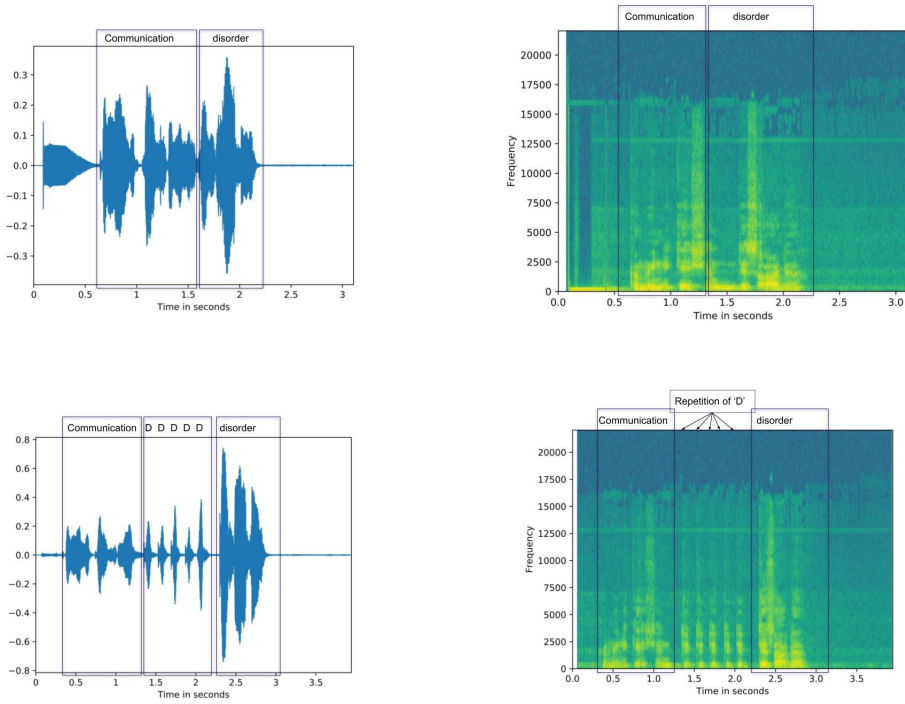 Communication disorder
0.3
0.2
0.1
0.0
−0.1
−0.2
−0.3
0 0.5 1.0 1.5 2.0 2.5 3.0
Time in seconds
Communication disorder
20000
17500
15000
12500
10000
7500
5000
2500
0
Frequency
0.0 0.5 1.0 1.5 2.0 2.5 3.0
Time in seconds
Communication D D D D D disorder
0.8
0.6
0.4
0.2
0.0
−0.2
−0.4
−0.6
−0.8
0 0.5 1.0 1.5 2.0 2.5 3.0 3.5
Time in seconds
Repetition of ‘D’
Communication disorder
20000
17500
15000
12500
10000
7500
5000
2500
0
Frequency
0.0 0.5 1.0 1.5 2.0 2.5 3.0 3.5
Time in seconds